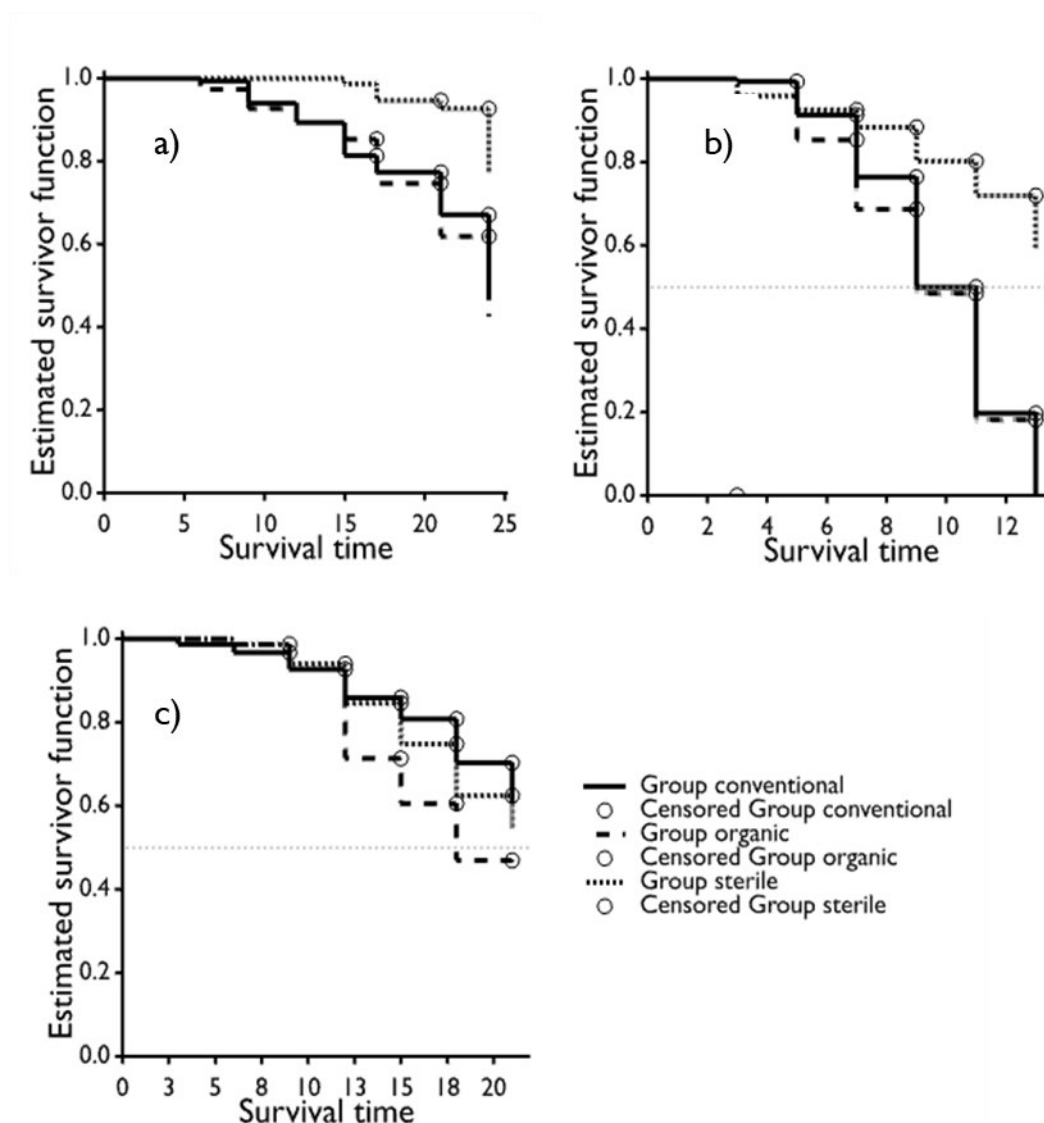 a)
Estimated survivor function
1.0
0.8
0.6
0.4
0.2
0.0
0 5 10 15 20 25
Survival time
b)
Estimated survivor function
1.0
0.8
0.6
0.4
0.2
0.0
0 2 4 6 8 10 12
Survival time
c)
Estimated survivor function
1.0
0.8
0.6
0.4
0.2
0.0
0 3 5 8 10 13 15 18 20
Survival time
Group conventional
Censored Group conventional
Group organic
Censored Group organic
Group sterile
Censored Group sterile